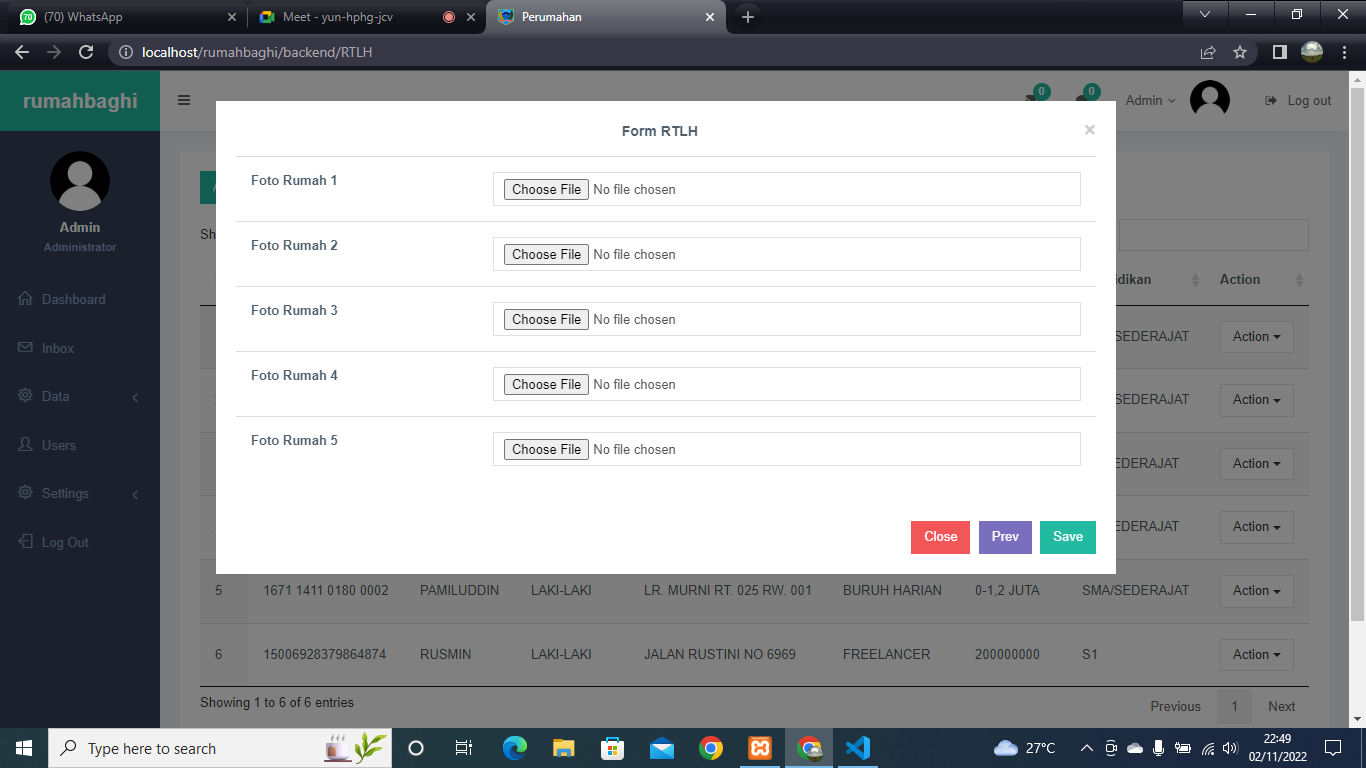 (70) WhatsApp
Meet - yun-hphg-jcv
Perumahan
localhost/rumahbaghi/backend/RTLH
rumahbaghi
0
0
Admin
Log out
Admin
Administrator
Dashboard
Inbox
Data
Users
Settings
Log Out
Form RTLH
×
Foto Rumah 1
Choose File No file chosen
Foto Rumah 2
Choose File No file chosen
Foto Rumah 3
Choose File No file chosen
Foto Rumah 4
Choose File No file chosen
Foto Rumah 5
Choose File No file chosen
Close Prev Save
Sh
didikan Action
SEDERAJAT Action
SEDERAJAT Action
EDERAJAT Action
EDERAJAT Action
5 1671 1411 0180 0002 PAMILUDDIN LAKI-LAKI LR. MURNI RT. 025 RW. 001 BURUH HARIAN 0-1,2 JUTA SMA/SEDERAJAT Action
6 15006928379864874 RUSMIN LAKI-LAKI JALAN RUSTINI NO 6969 FREELANCER 200000000 S1 Action
Showing 1 to 6 of 6 entries
Previous 1 Next
Type here to search
27°C
22:49
02/11/2022